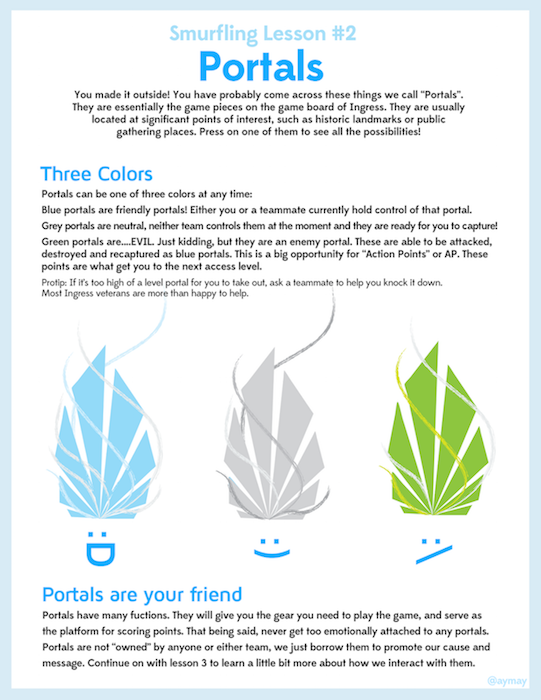 Smurfling Lesson #2
Portals
You made it outside! You have probably come across these things we call "Portals".
They are essentially the game pieces on the game board of Ingress. They are usually
located at significant points of interest, such as historic landmarks or public
gathering places. Press on one of them to see all the possibilities!
Three Colors
Portals can be one of three colors at any time:
Blue portals are friendly portals! Either you or a teammate currently hold control of that portal.
Grey portals are neutral, neither team controls them at the moment and they are ready for you to capture!
Green portals are....EVIL. Just kidding, but they are an enemy portal. These are able to be attacked,
destroyed and recaptured as blue portals. This is a big opportunity for "Action Points" or AP. These
points are what get you to the next access level.
Protip: If it's too high of a level portal for you to take out, ask a teammate to help you knock it down.
Most Ingress veterans are more than happy to help.
:D :) :/
Portals are your friend
Portals have many fuctions. They will give you the gear you need to play the game, and serve as
the platform for scoring points. That being said, never get too emotionally attached to any portals.
Portals are not "owned" by anyone or either team, we just borrow them to promote our cause and
message. Continue on with lesson 3 to learn a little bit more about how we interact with them.
@aymay